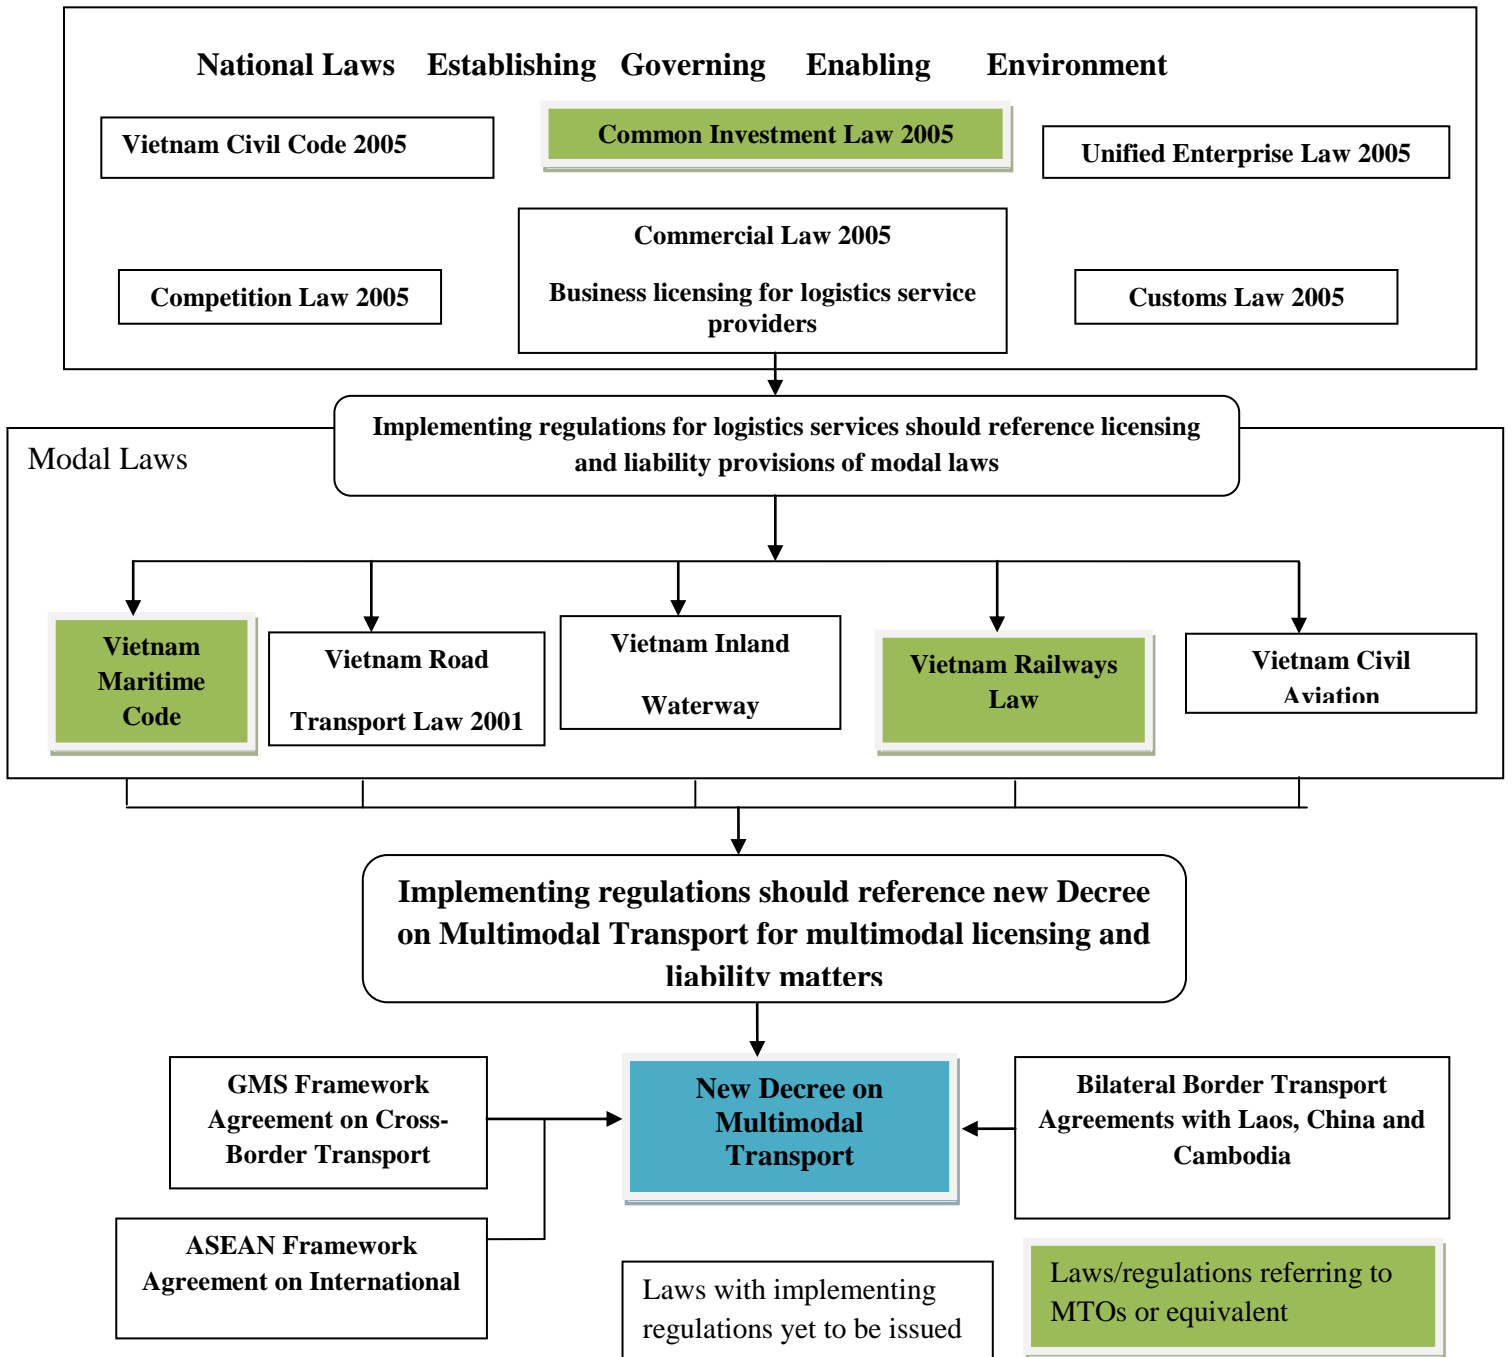 National Laws Establishing Governing Enabling Environment
Vietnam Civil Code 2005
Common Investment Law 2005
Unified Enterprise Law 2005
Commercial Law 2005
Business licensing for logistics service
providers
Competition Law 2005
Customs Law 2005
Implementing regulations for logistics services should reference licensing
and liability provisions of modal laws
Modal Laws
Vietnam
Maritime
Code
Vietnam Road
Transport Law 2001
Vietnam Inland
Waterway
Vietnam Railways
Law
Vietnam Civil
Aviation
Implementing regulations should reference new Decree
on Multimodal Transport for multimodal licensing and
liability matters
GMS Framework
Agreement on Cross-
Border Transport
New Decree on
Multimodal
Transport
Bilateral Border Transport
Agreements with Laos, China and
Cambodia
ASEAN Framework
Agreement on International
Laws with implementing
regulations yet to be issued
Laws/regulations referring to
MTOs or equivalent